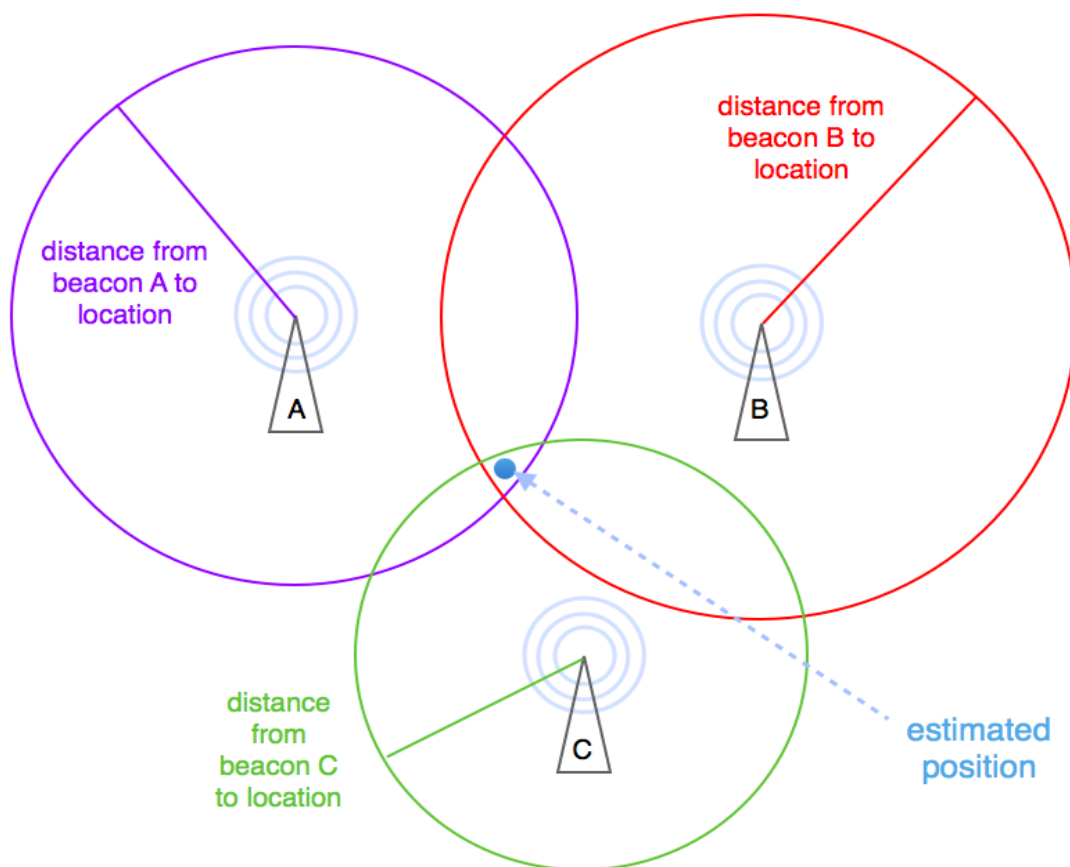 distance from
beacon A to
location
distance from
beacon B to
location
A
B
distance
from
beacon C
to location
C
estimated
position